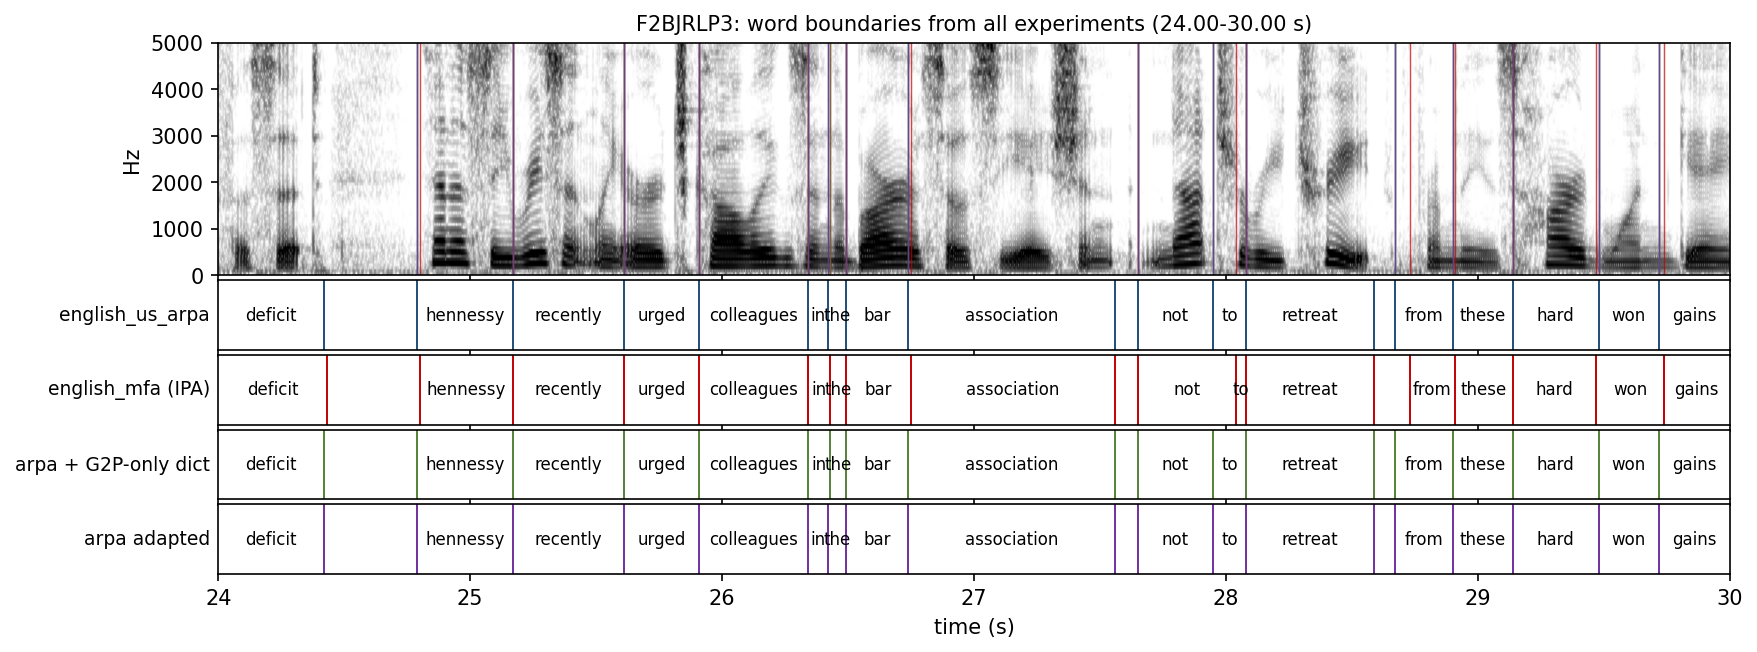 F2BJRLP3: word boundaries from all experiments (24.00-30.00 s)
5000
4000
3000
2000
1000
0
Hz
english_us_arpa deficit hennessy recently urged colleagues in the bar association not to retreat from these hard won gains
english_mfa (IPA) deficit hennessy recently urged colleagues in the bar association not to retreat from these hard won gains
arpa + G2P-only dict deficit hennessy recently urged colleagues in the bar association not to retreat from these hard won gains
arpa adapted deficit hennessy recently urged colleagues in the bar association not to retreat from these hard won gains
24 25 26 27 28 29 30
time (s)